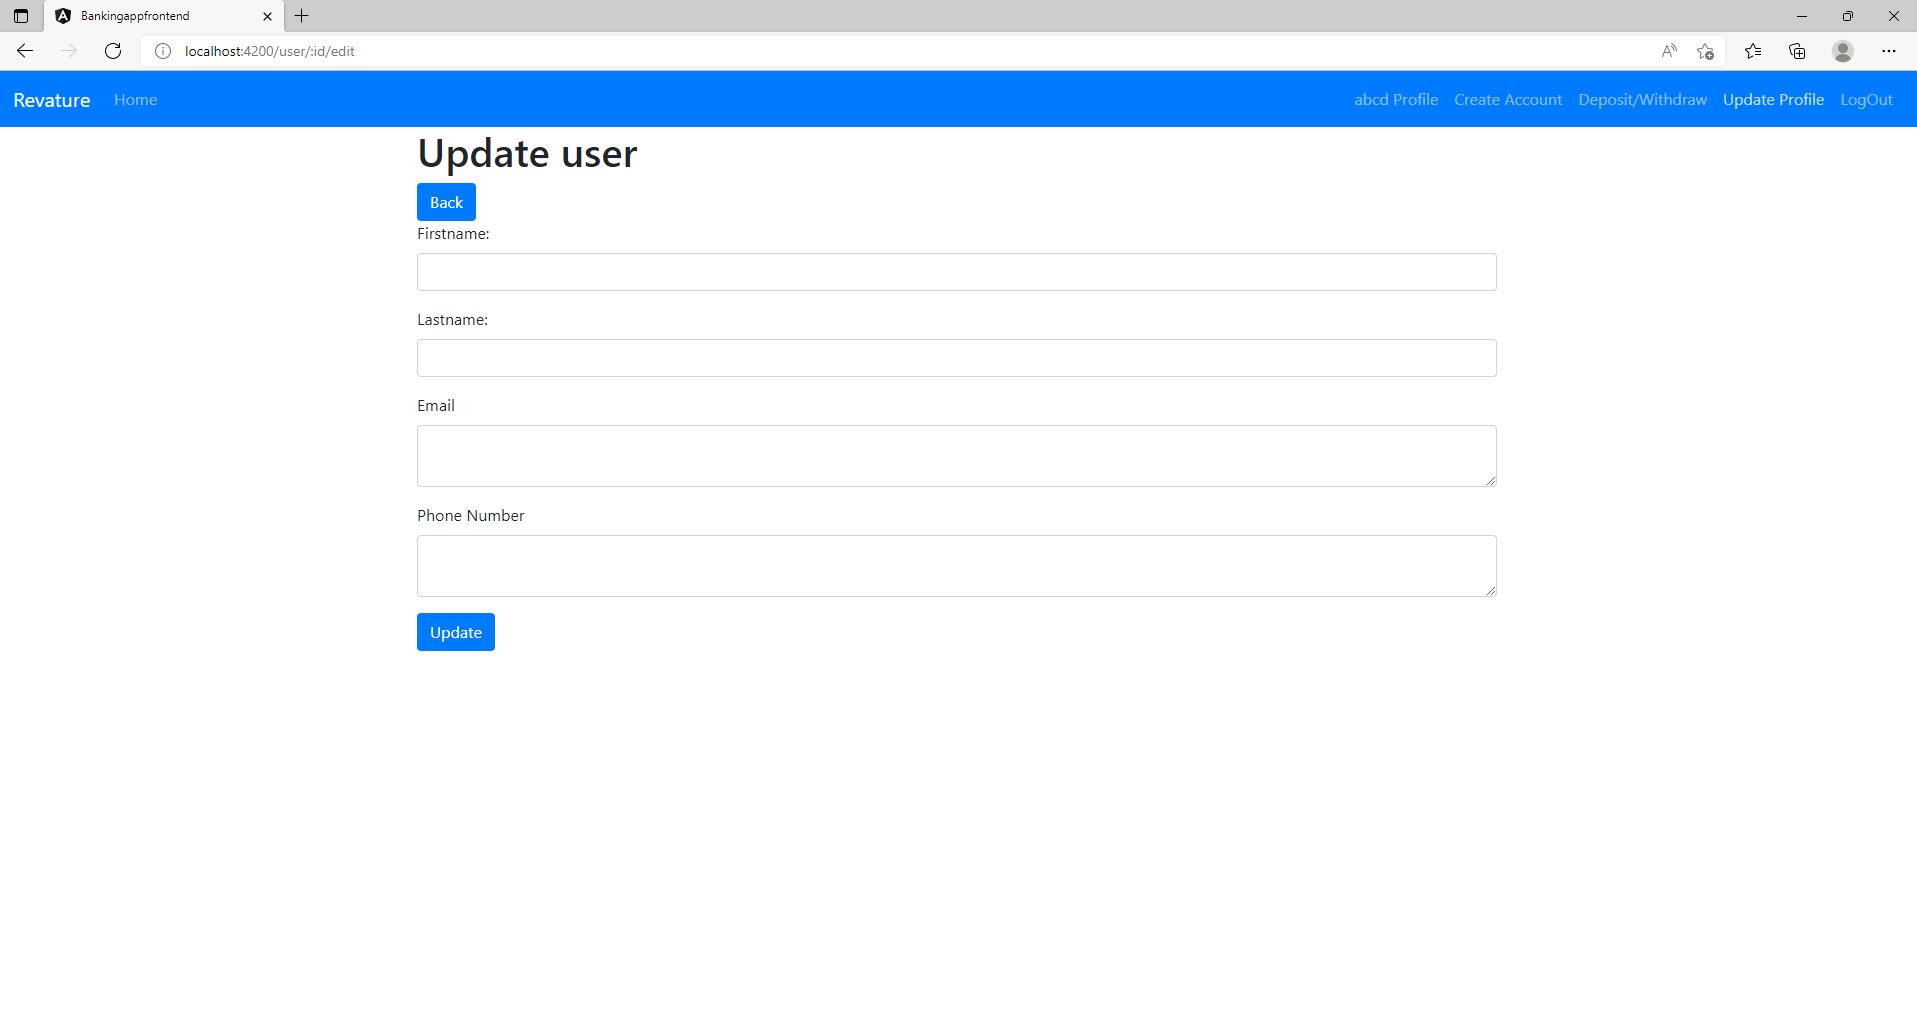 Bankingappfrontend
localhost:4200/user/:id/edit
Revature Home abcd Profile Create Account Deposit/Withdraw Update Profile LogOut
Update user
Back
Firstname:
Lastname:
Email
Phone Number
Update